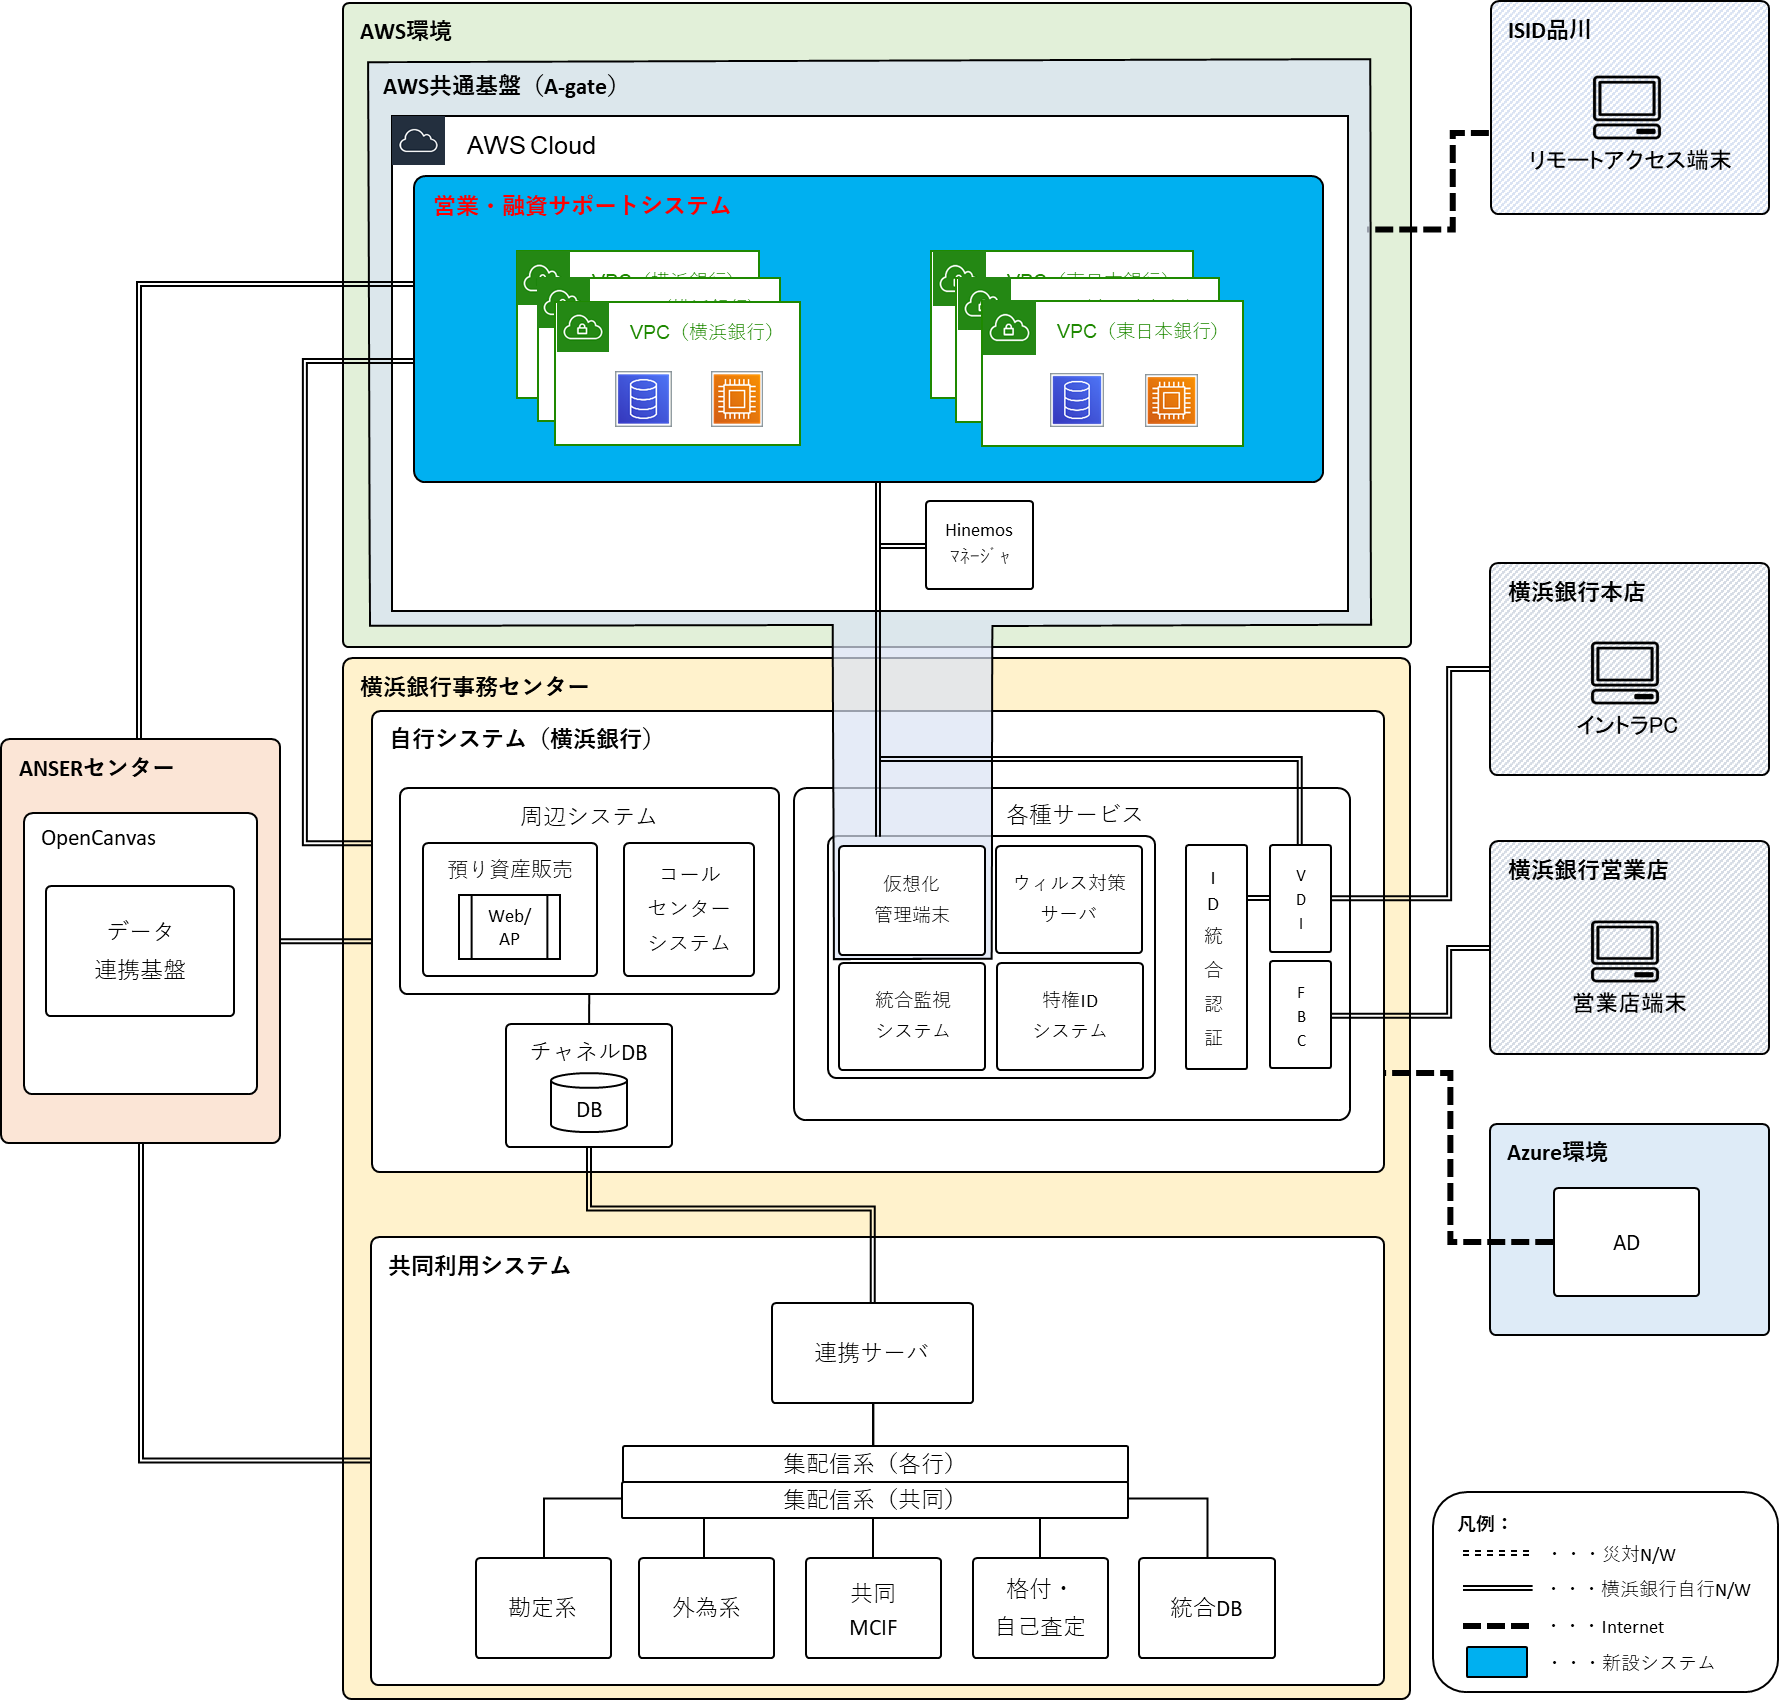 AWS環境
AWS共通基盤（A-gate）
AWS Cloud
営業・融資サポートシステム
VPC（横浜銀行）
VPC（横浜銀行）
VPC（東日本銀行）
VPC（東日本銀行）
Hinemos
ﾏﾈｰｼﾞｬ
ISID品川
リモートアクセス端末
横浜銀行本店
イントラPC
横浜銀行営業店
営業店端末
Azure環境
AD
ANSERセンター
OpenCanvas
データ
連携基盤
横浜銀行事務センター
自行システム（横浜銀行）
周辺システム
預り資産販売
Web/
AP
コール
センター
システム
チャネルDB
DB
各種サービス
仮想化
管理端末
ウィルス対策
サーバ
統合監視
システム
特権ID
システム
I
D
統
合
認
証
V
D
I
F
B
C
共同利用システム
連携サーバ
集配信系（各行）
集配信系（共同）
勘定系
外為系
共同
MCIF
格付・
自己査定
統合DB
凡例：
・・・災対N/W
・・・横浜銀行自行N/W
・・・Internet
・・・新設システム